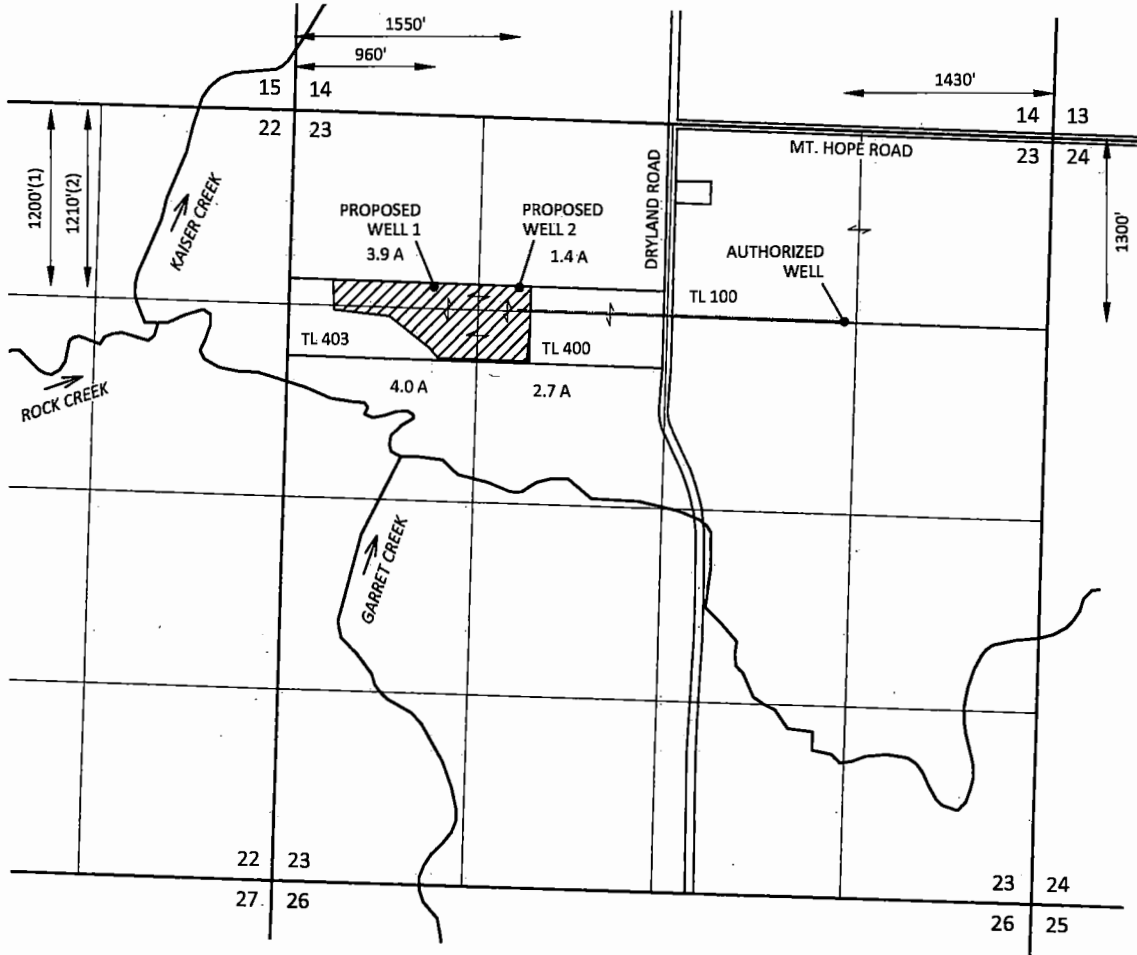 1550'
960'
1430'
15 14
14 13
22 23
23 24
MT. HOPE ROAD
1200'(1)
1210'(2)
KAISER CREEK
DRYLAND ROAD
1300'
PROPOSED
WELL 1
3.9 A
PROPOSED
WELL 2
1.4 A
AUTHORIZED
WELL
TL 100
TL 403
TL 400
ROCK CREEK
4.0 A
2.7 A
GARRET CREEK
22 23
27 26
23 24
26 25